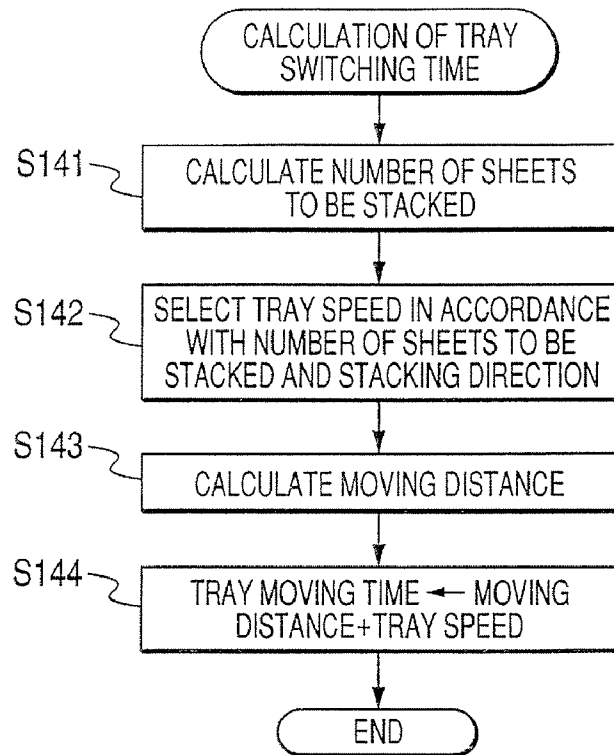 CALCULATION OF TRAY
SWITCHING TIME
S141
CALCULATE NUMBER OF SHEETS
TO BE STACKED
S142
SELECT TRAY SPEED IN ACCORDANCE
WITH NUMBER OF SHEETS TO BE
STACKED AND STACKING DIRECTION
S143
CALCULATE MOVING DISTANCE
S144
TRAY MOVING TIME ← MOVING
DISTANCE+TRAY SPEED
END